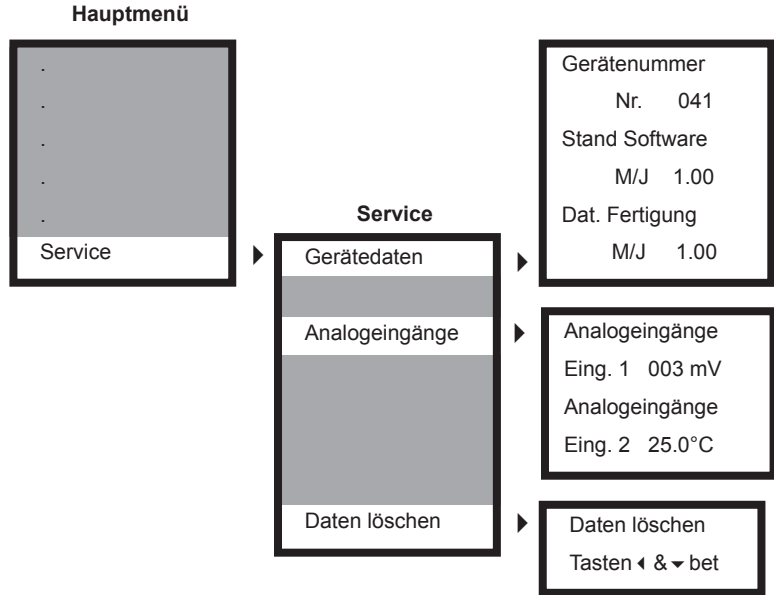 Hauptmenü
.
.
.
.
.
Service
Service
Gerätedaten
Analogeingänge
Daten löschen
Gerätenummer
Nr. 041
Stand Software
M/J 1.00
Dat. Fertigung
M/J 1.00
Analogeingänge
Eing. 1 003 mV
Analogeingänge
Eing. 2 25.0°C
Daten löschen
Tasten & bet